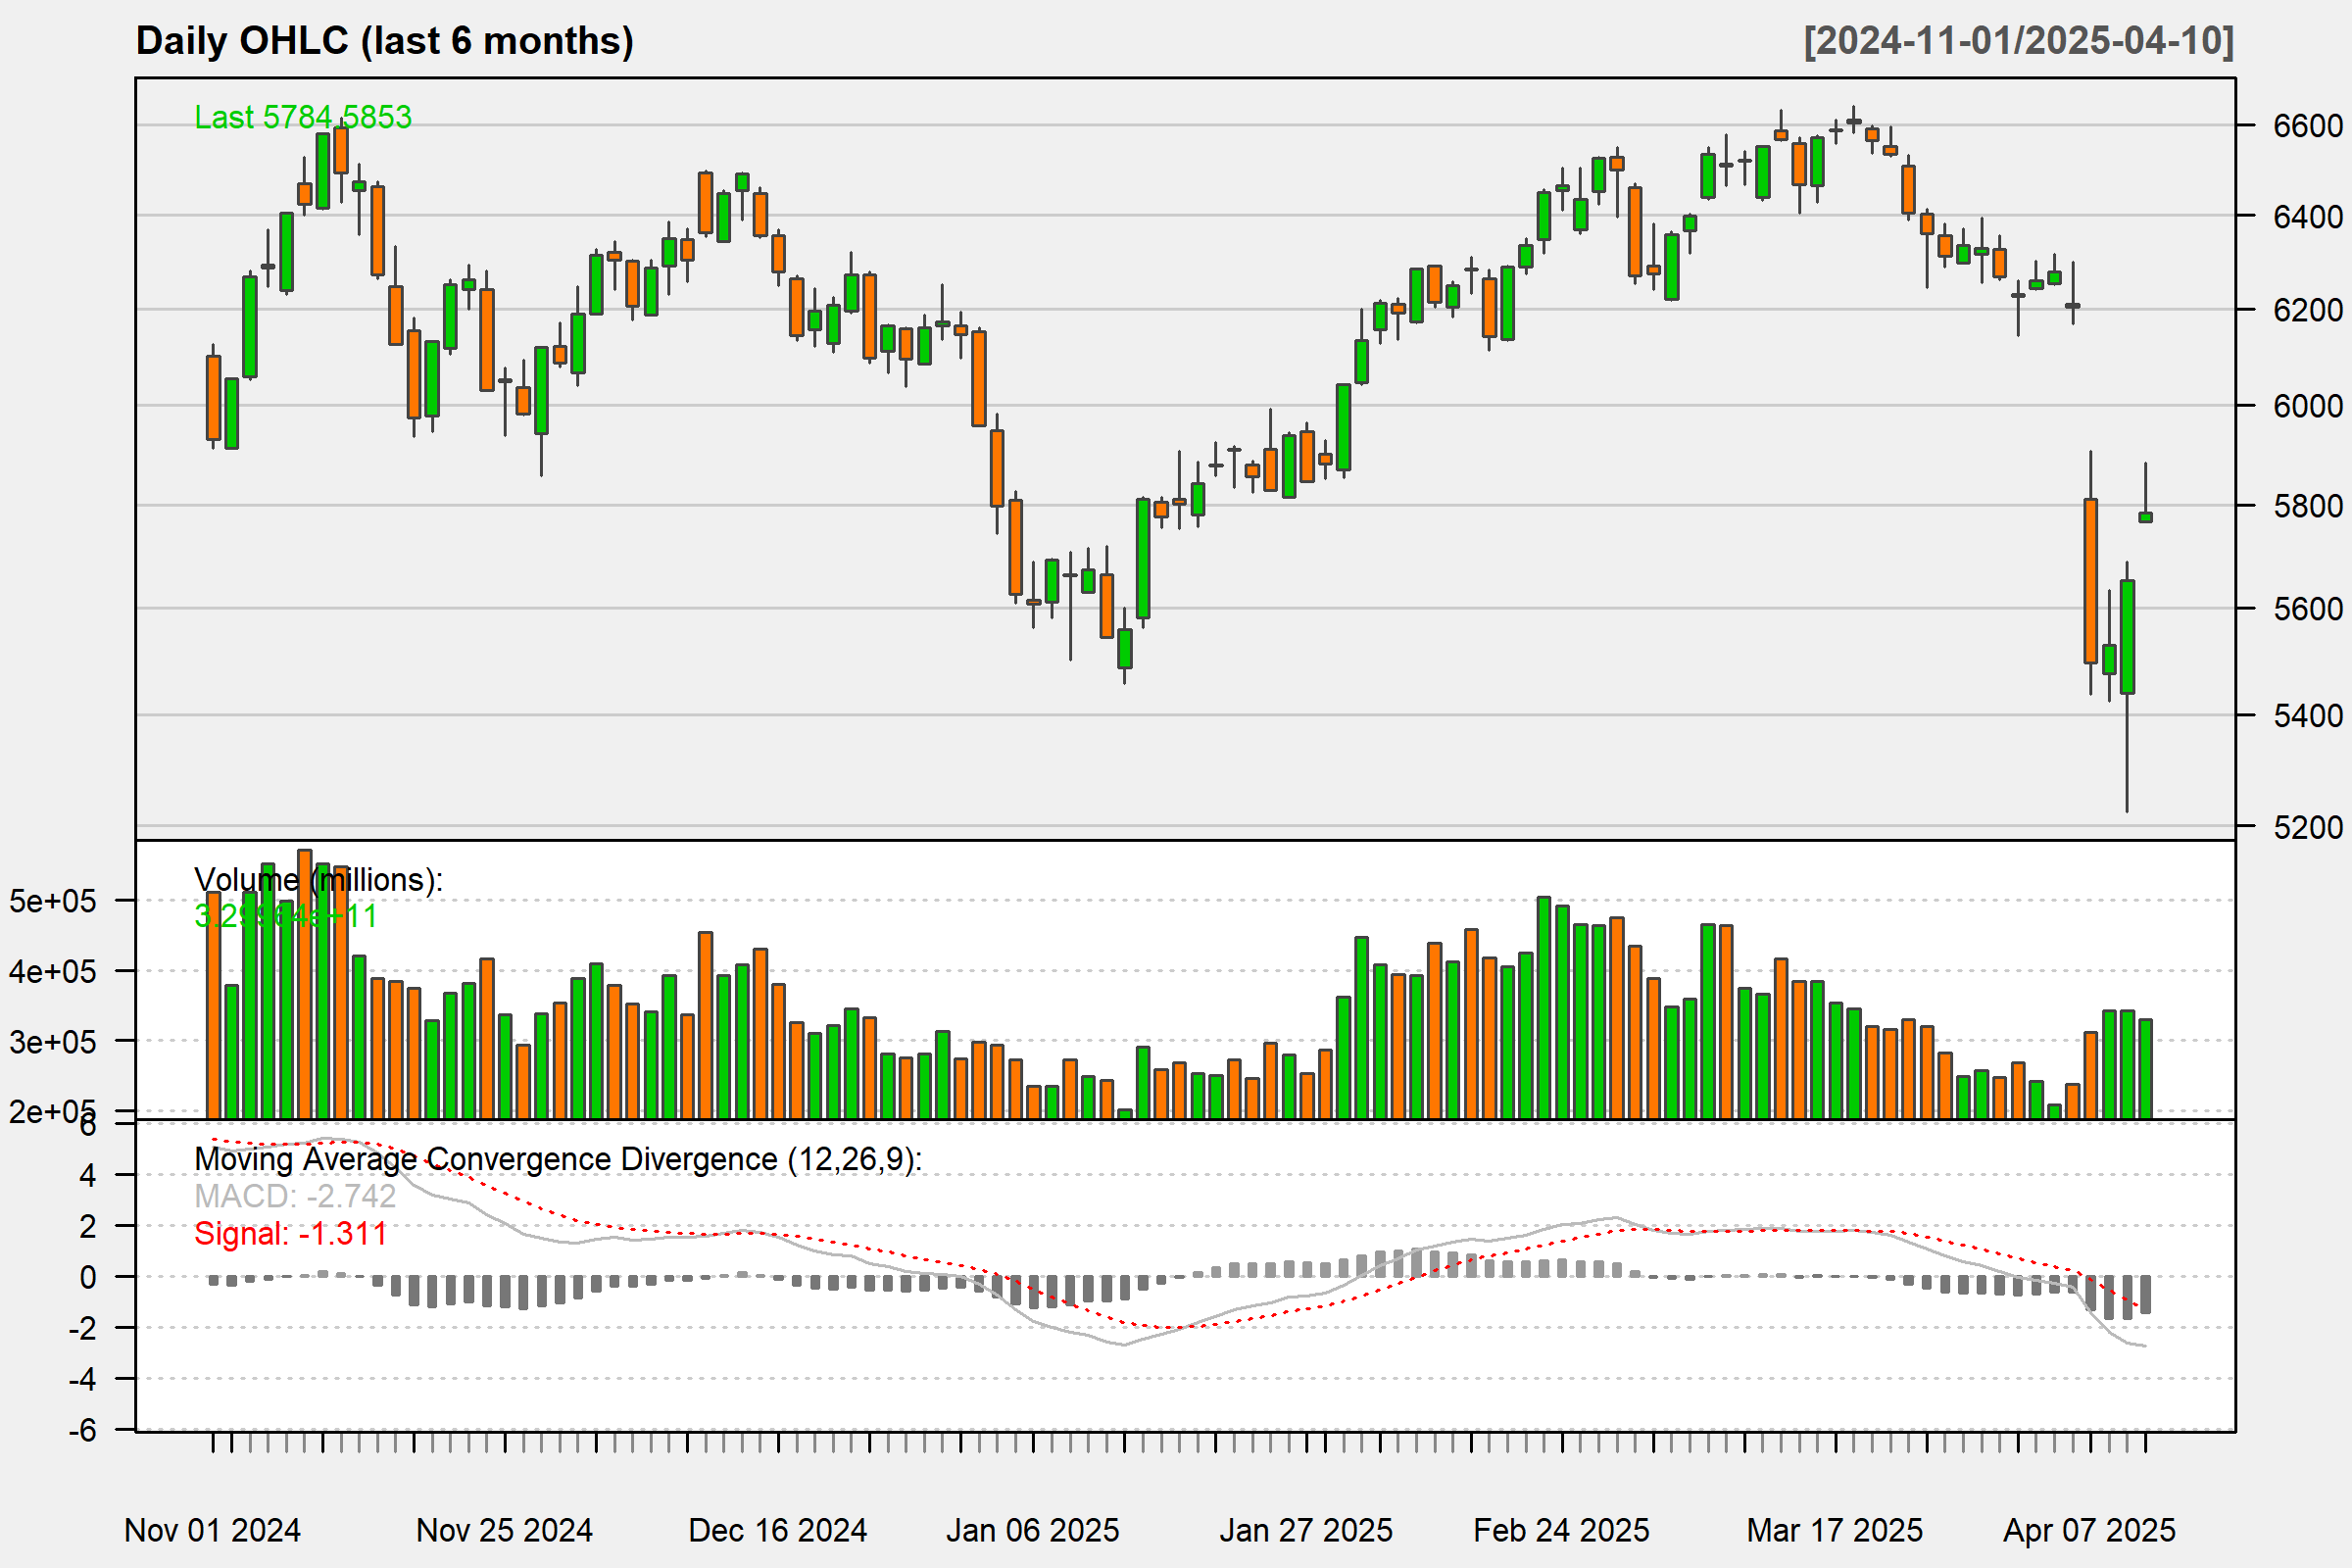 Daily OHLC (last 6 months)
[2024-11-01/2025-04-10]
Last 5784.5853
6600
6400
6200
6000
5800
5600
5400
5200
Volume (millions):
5e+05
4e+05
3e+05
2e+05
Moving Average Convergence Divergence (12,26,9):
MACD: -2.742
Signal: -1.311
6
4
2
0
-2
-4
-6
Nov 01 2024
Nov 25 2024
Dec 16 2024
Jan 06 2025
Jan 27 2025
Feb 24 2025
Mar 17 2025
Apr 07 2025